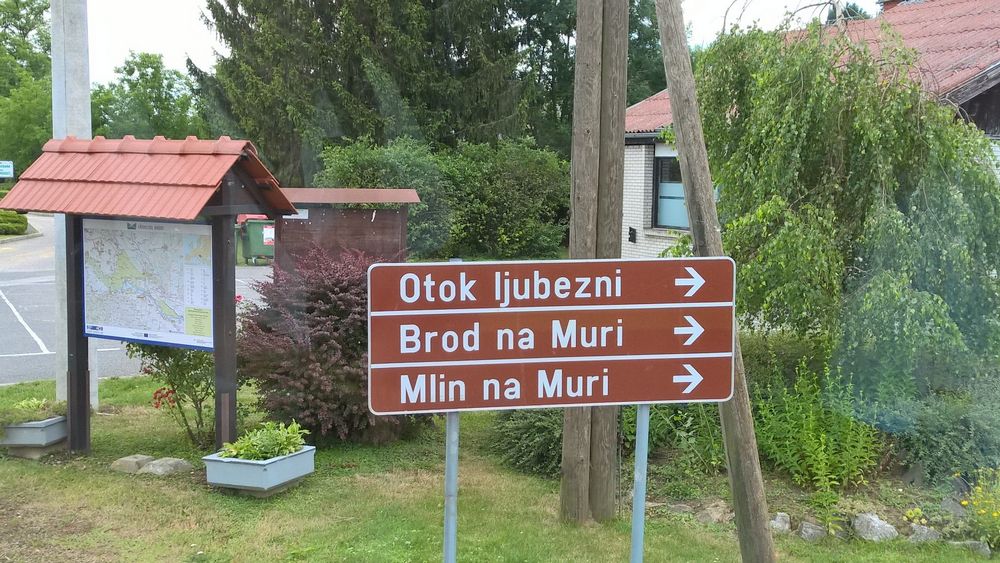 Otok ljubezni →
Brod na Muri →
Mlin na Muri →